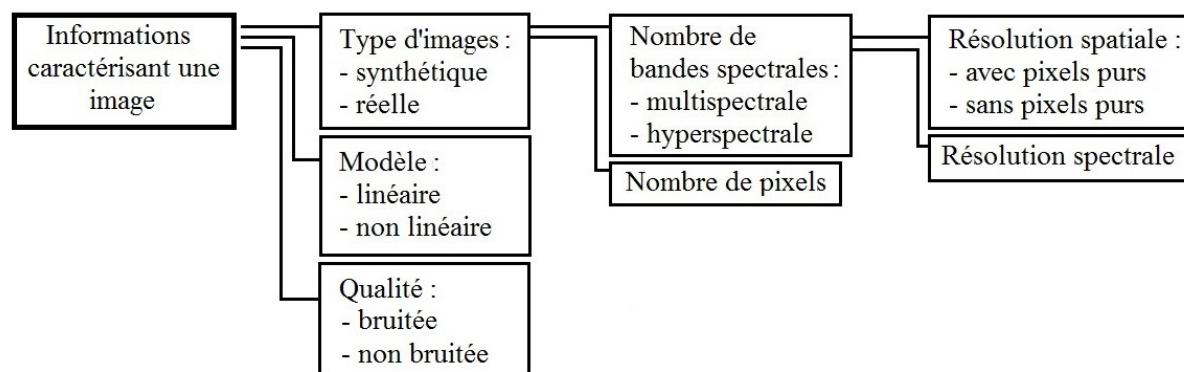 Informations
caractérisant une
image
Type d'images :
- synthétique
- réelle
Modèle :
- linéaire
- non linéaire
Qualité :
- bruitée
- non bruitée
Nombre de
bandes spectrales :
- multispectrale
- hyperspectrale
Nombre de pixels
Résolution spatiale :
- avec pixels purs
- sans pixels purs
Résolution spectrale